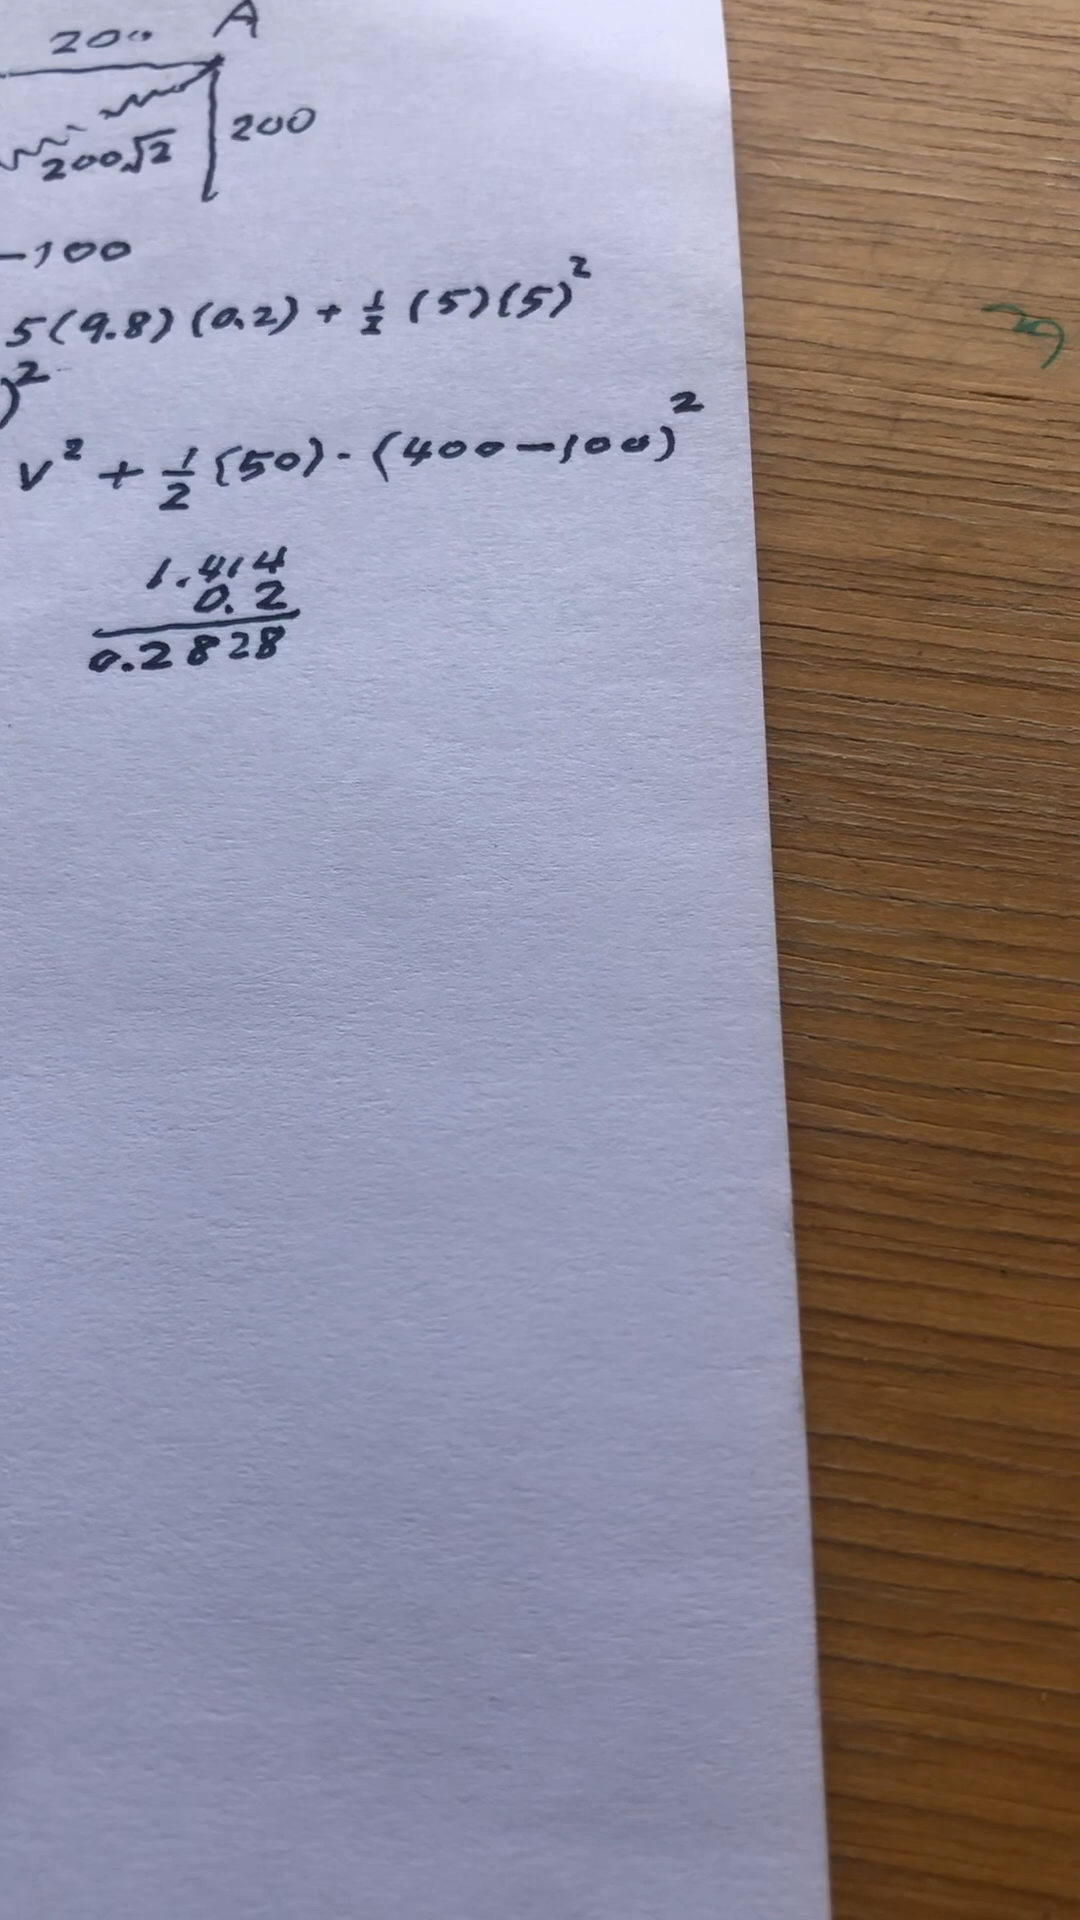 200 A
200
200√2
-100
5(9.8)(0.2) + 1/2 (5)(5)²
)²
v² + 1/2 (50) · (400-100)²
1.414
0.2
0.2828